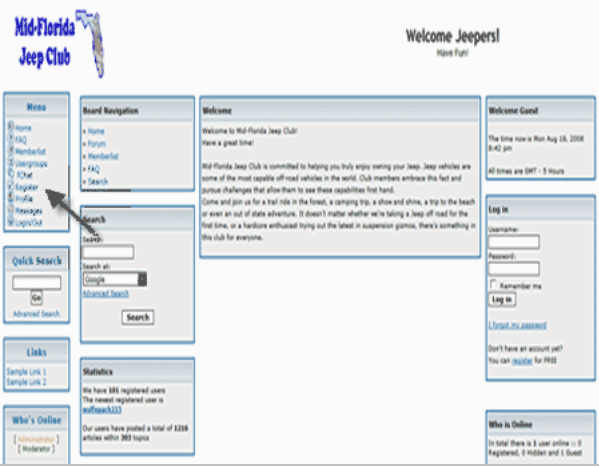 Mid-Florida
Jeep Club
Welcome Jeepers!
Have Fun!
Menu
Home
FAQ
Memberlist
Usergroups
Chat
Register
Profile
Messages
Login/Out
Quick Search
Go
Advanced Search
Links
Sample Link 1
Sample Link 2
Who's Online
[ Administrator ]
[ Moderator ]
Board Navigation
» Home
» Forum
» Memberlist
» FAQ
» Search
Search
Search:
Search at:
Google
Advanced Search
Search
Statistics
We have 101 registered users
The newest registered user is
wolfepack215
Our users have posted a total of 1316
articles within 303 topics
Welcome
Welcome to Mid-Florida Jeep Club!
Have a great time!
Mid-Florida Jeep Club is committed to helping you truly enjoy owning your Jeep. Jeep vehicles are
some of the most capable off-road vehicles in the world. Club members embrace this fact and
pursue challenges that allow them to see these capabilities first hand.
Come and join us for a trail ride in the forest, a camping trip, a show and shine, a trip to the beach
or even an out of state adventure. It doesn't matter whether we're taking a Jeep off road for the
first time, or a hardcore enthusiast trying out the latest in suspension gizmos, there's something in
this club for everyone.
Welcome Guest
The time now is Mon Aug 18, 2008
8:42 pm
All times are GMT - 5 Hours
Log in
Username:
Password:
Remember me
Log in
I forgot my password
Don't have an account yet?
You can register for FREE
Who is Online
In total there is 1 user online :: 0
Registered, 0 Hidden and 1 Guest